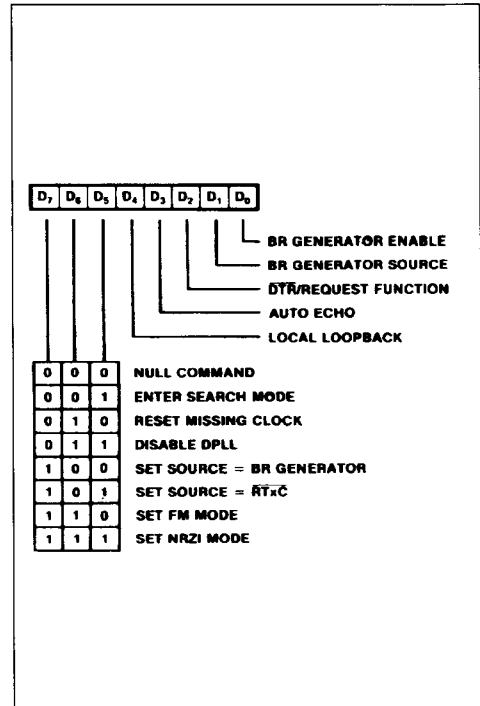 D7 D6 D5 D4 D3 D2 D1 D0
BR GENERATOR ENABLE
BR GENERATOR SOURCE
DTR/REQUEST FUNCTION
AUTO ECHO
LOCAL LOOPBACK
0 0 0 NULL COMMAND
0 0 1 ENTER SEARCH MODE
0 1 0 RESET MISSING CLOCK
0 1 1 DISABLE DPLL
1 0 0 SET SOURCE = BR GENERATOR
1 0 1 SET SOURCE = RTxC
1 1 0 SET FM MODE
1 1 1 SET NRZI MODE